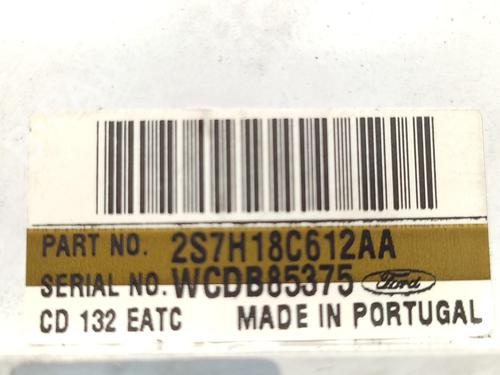 PART NO. 2S7H18C612AA
SERIAL NO. WCDB85375 Ford
CD 132 EATC MADE IN PORTUGAL